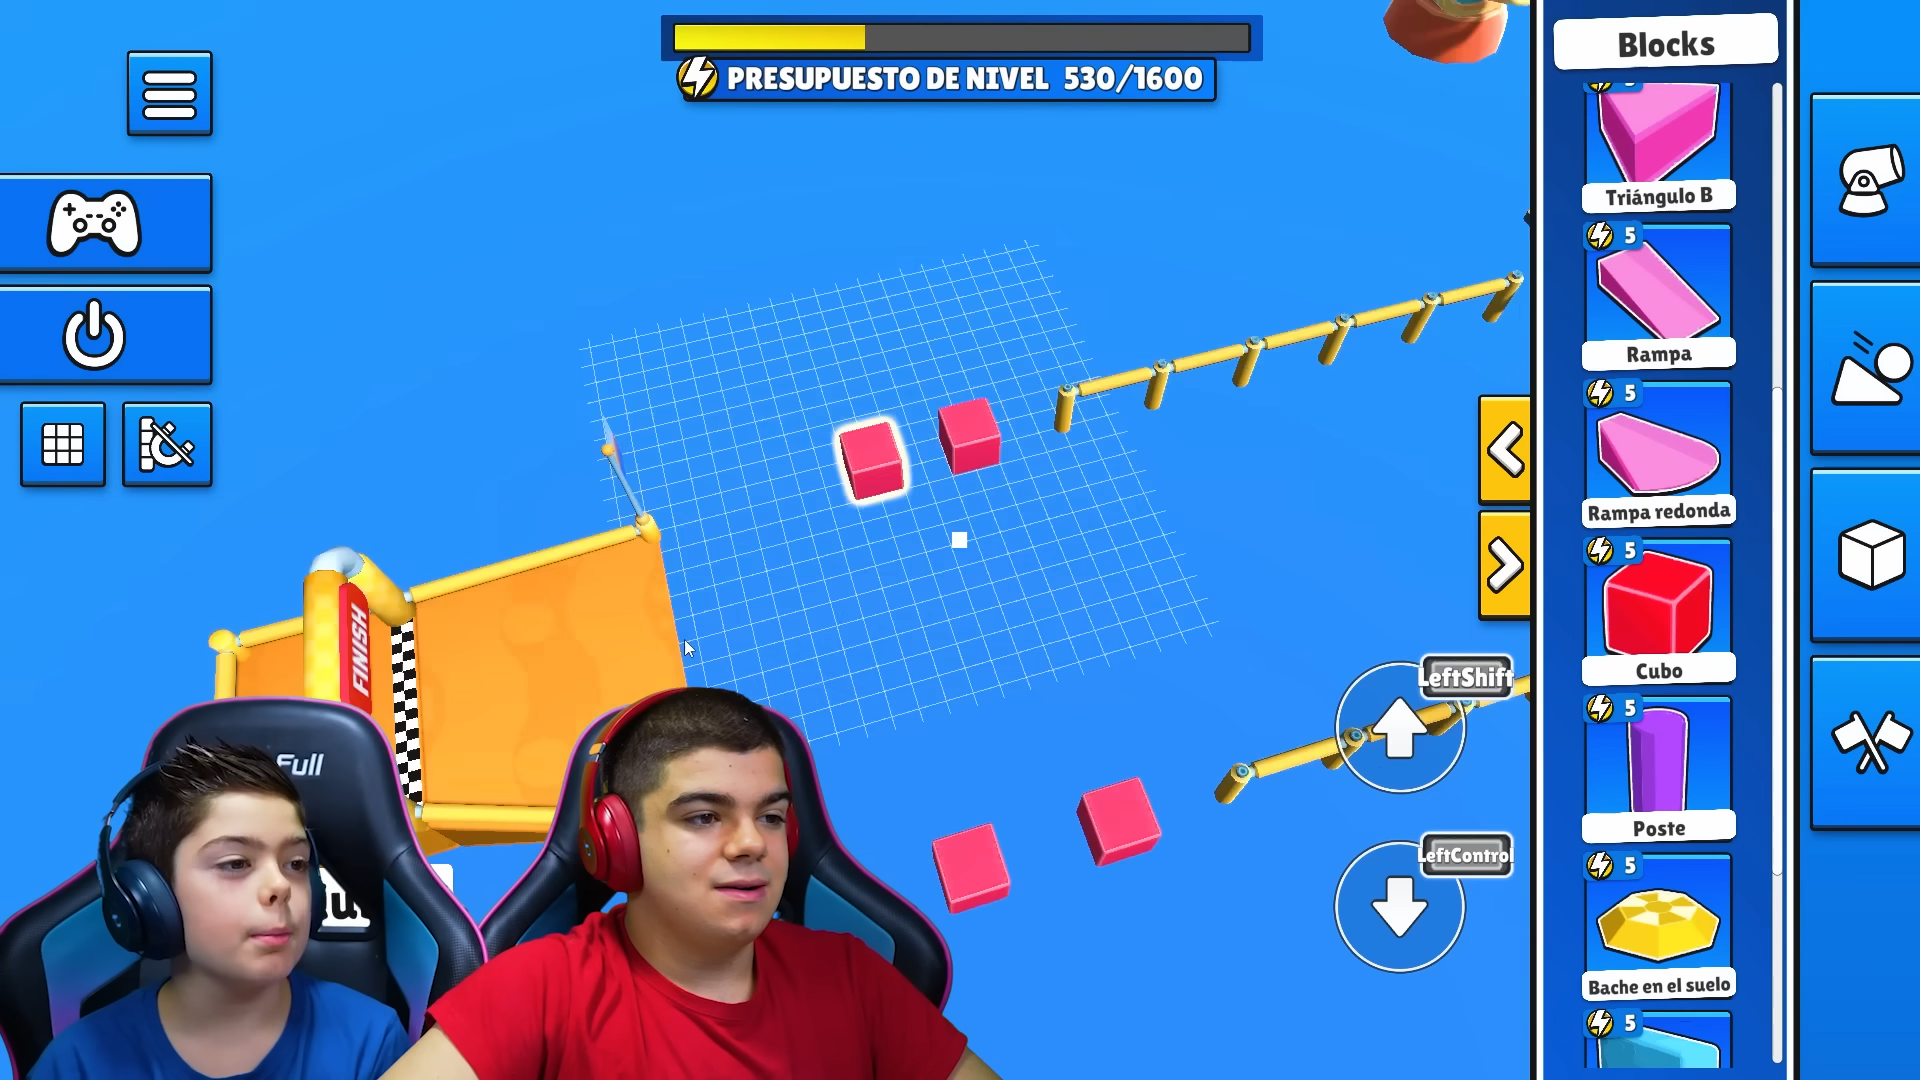 PRESUPUESTO DE NIVEL 530/1600
Blocks
Triángulo B
5
Rampa
5
Rampa redonda
5
Cubo
5
Poste
5
Bache en el suelo
5
LeftShift
LeftControl
FINISH
Full